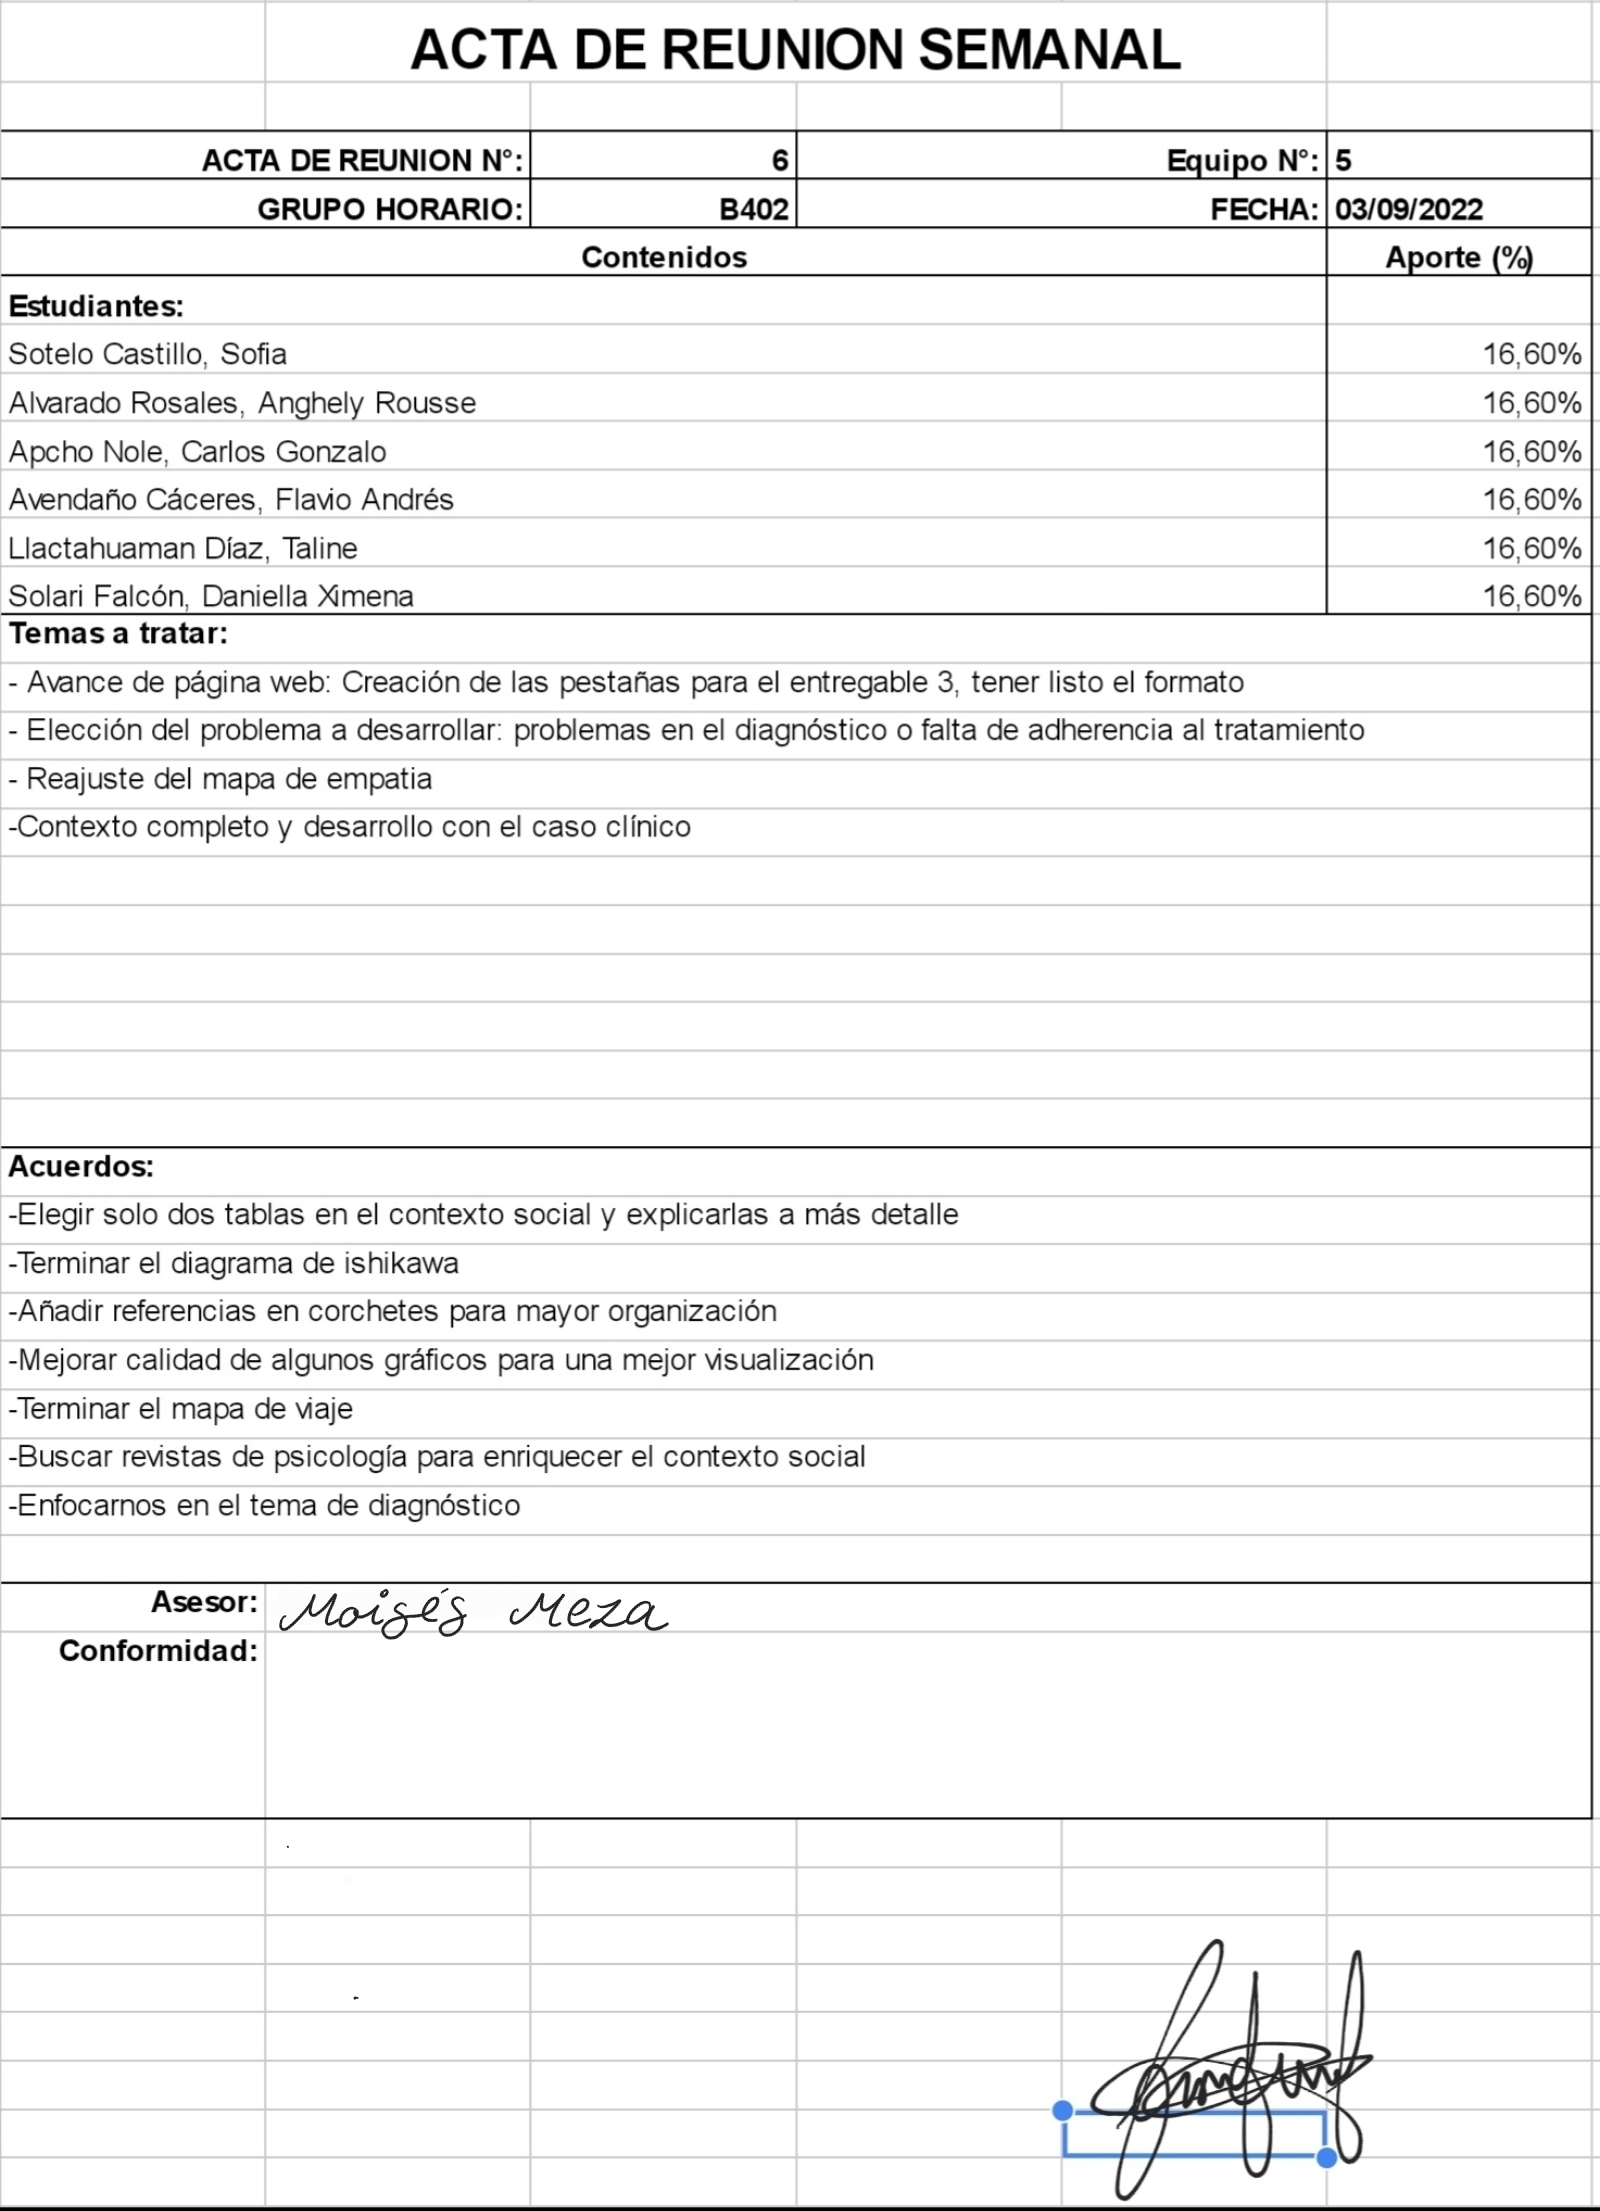 ACTA DE REUNION SEMANAL
ACTA DE REUNION N°: 6 Equipo N°: 5
GRUPO HORARIO: B402 FECHA: 03/09/2022
Contenidos Aporte (%)
Estudiantes:
Sotelo Castillo, Sofia 16,60%
Alvarado Rosales, Anghely Rousse 16,60%
Apcho Nole, Carlos Gonzalo 16,60%
Avendaño Cáceres, Flavio Andrés 16,60%
Llactahuaman Díaz, Taline 16,60%
Solari Falcón, Daniella Ximena 16,60%
Temas a tratar:
- Avance de página web: Creación de las pestañas para el entregable 3, tener listo el formato
- Elección del problema a desarrollar: problemas en el diagnóstico o falta de adherencia al tratamiento
- Reajuste del mapa de empatia
-Contexto completo y desarrollo con el caso clínico
Acuerdos:
-Elegir solo dos tablas en el contexto social y explicarlas a más detalle
-Terminar el diagrama de ishikawa
-Añadir referencias en corchetes para mayor organización
-Mejorar calidad de algunos gráficos para una mejor visualización
-Terminar el mapa de viaje
-Buscar revistas de psicología para enriquecer el contexto social
-Enfocarnos en el tema de diagnóstico
Asesor: Moisés Meza
Conformidad: